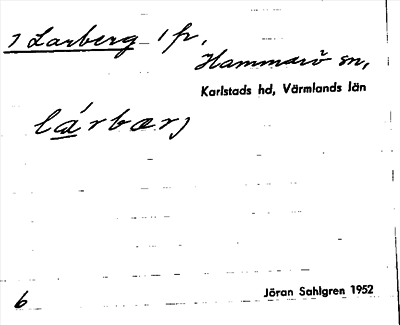 7 Larberg 1 fr,
Hammarö sn,
Karlstads hd, Värmlands län
lárbærj
6
Jöran Sahlgren 1952